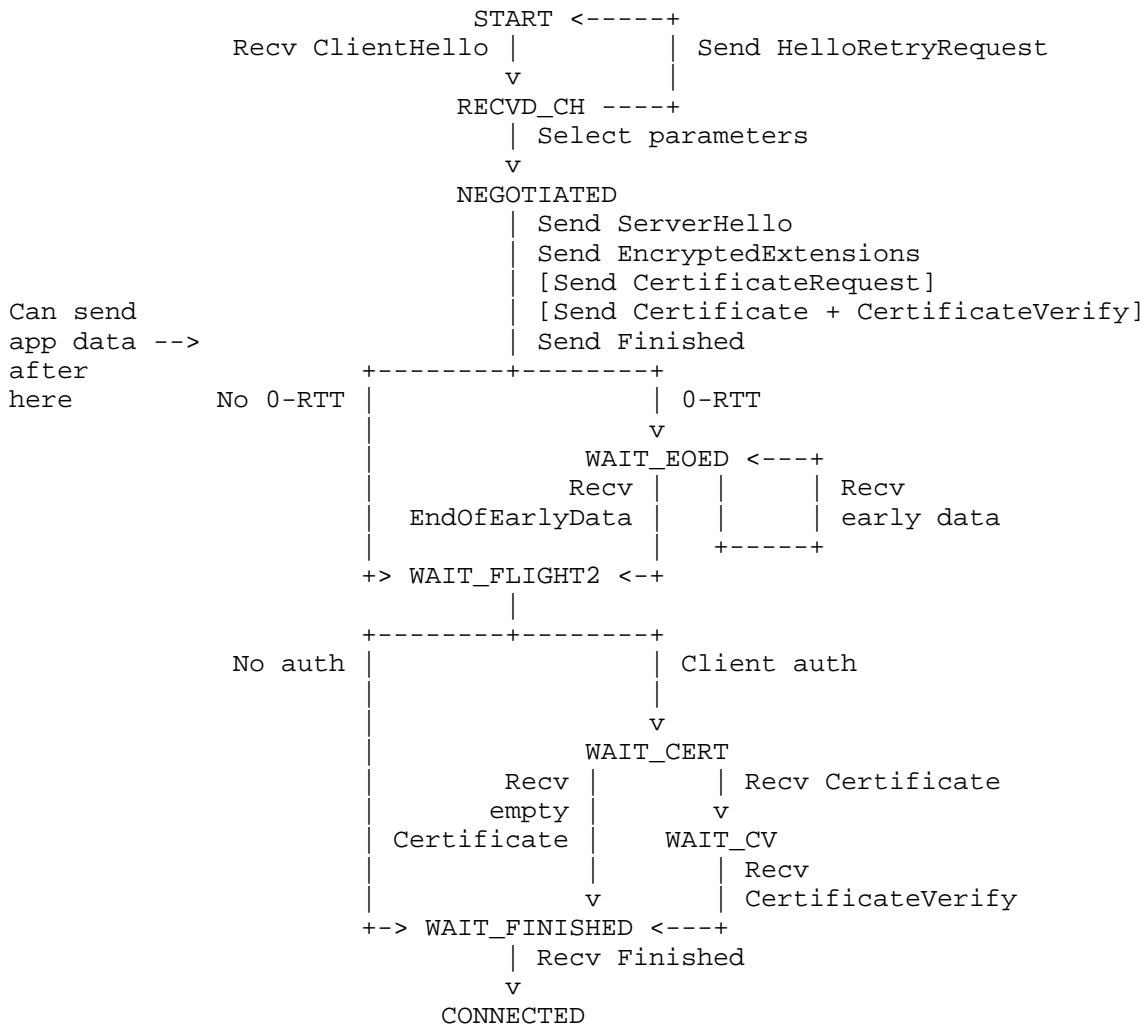 START <-----+
Recv ClientHello | | Send HelloRetryRequest
v |
RECVD_CH ----+
| Select parameters
v
NEGOTIATED
| Send ServerHello
| Send EncryptedExtensions
| [Send CertificateRequest]
Can send | [Send Certificate + CertificateVerify]
app data --> | Send Finished
after +--------+--------+
here No 0-RTT | | 0-RTT
| v
| WAIT_EOED <---+
| Recv | | | Recv
| EndOfEarlyData | | | early data
| | +-----+
+> WAIT_FLIGHT2 <-+
|
+--------+--------+
No auth | | Client auth
| |
| v
| WAIT_CERT
| Recv | | Recv Certificate
| empty | v
| Certificate | WAIT_CV
| | | Recv
| v | CertificateVerify
+-> WAIT_FINISHED <---+
| Recv Finished
v
CONNECTED